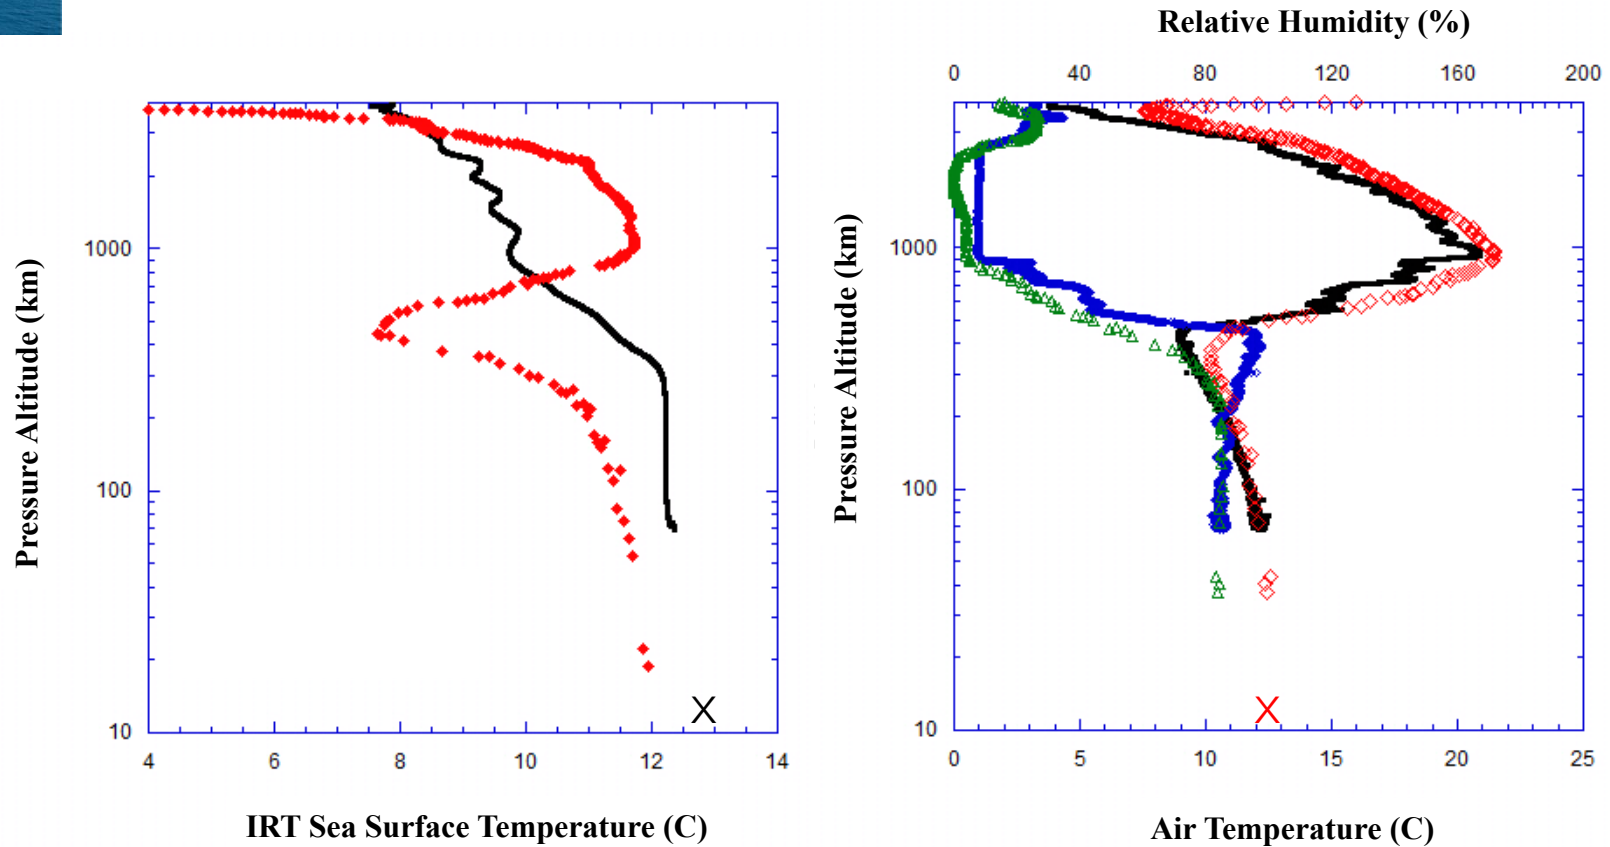 Relative Humidity (%)
0 40 80 120 160 200
1000
100
10
Pressure Altitude (km)
4 6 8 10 12 14
IRT Sea Surface Temperature (C)
X
1000
100
10
Pressure Altitude (km)
0 5 10 15 20 25
Air Temperature (C)
X